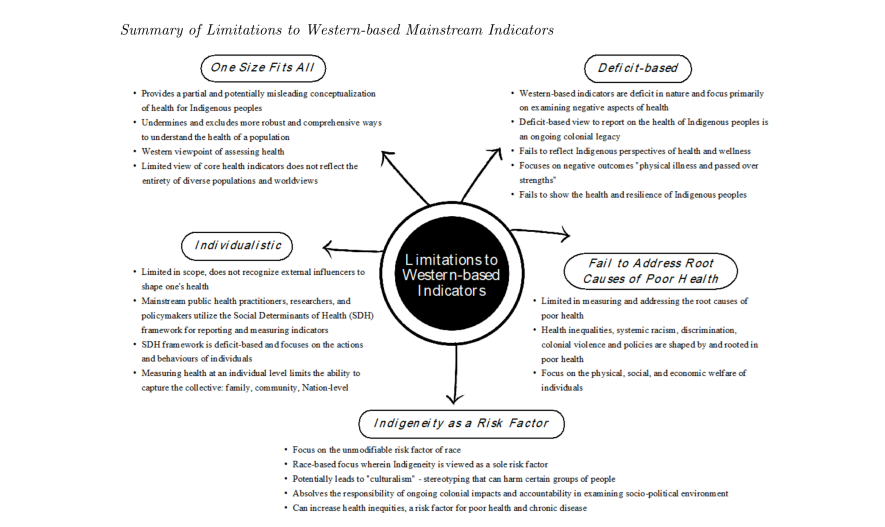 Summary of Limitations to Western-based Mainstream Indicators
One Size Fits All
• Provides a partial and potentially misleading conceptualization
of health for Indigenous peoples
• Undermines and excludes more robust and comprehensive ways
to understand the health of a population
• Western viewpoint of assessing health
• Limited view of core health indicators does not reflect the
entirety of diverse populations and worldviews
Deficit-based
• Western-based indicators are deficit in nature and focus primarily
on examining negative aspects of health
• Deficit-based view to report on the health of Indigenous peoples is
an ongoing colonial legacy
• Fails to reflect Indigenous perspectives of health and wellness
• Focuses on negative outcomes "physical illness and passed over
strengths"
• Fails to show the health and resilience of Indigenous peoples
Individualistic
• Limited in scope, does not recognize external influencers to
shape one's health
• Mainstream public health practitioners, researchers, and
policymakers utilize the Social Determinants of Health (SDH)
framework for reporting and measuring indicators
• SDH framework is deficit-based and focuses on the actions
and behaviours of individuals
• Measuring health at an individual level limits the ability to
capture the collective: family, community, Nation-level
Limitations to
Western-based
Indicators
Fail to Address Root
Causes of Poor Health
• Limited in measuring and addressing the root causes of
poor health
• Health inequalities, systemic racism, discrimination,
colonial violence and policies are shaped by and rooted in
poor health
• Focus on the physical, social, and economic welfare of
individuals
Indigeneity as a Risk Factor
• Focus on the unmodifiable risk factor of race
• Race-based focus wherein Indigeneity is viewed as a sole risk factor
• Potentially leads to "culturalism" - stereotyping that can harm certain groups of people
• Absolves the responsibility of ongoing colonial impacts and accountability in examining socio-political environment
• Can increase health inequities, a risk factor for poor health and chronic disease